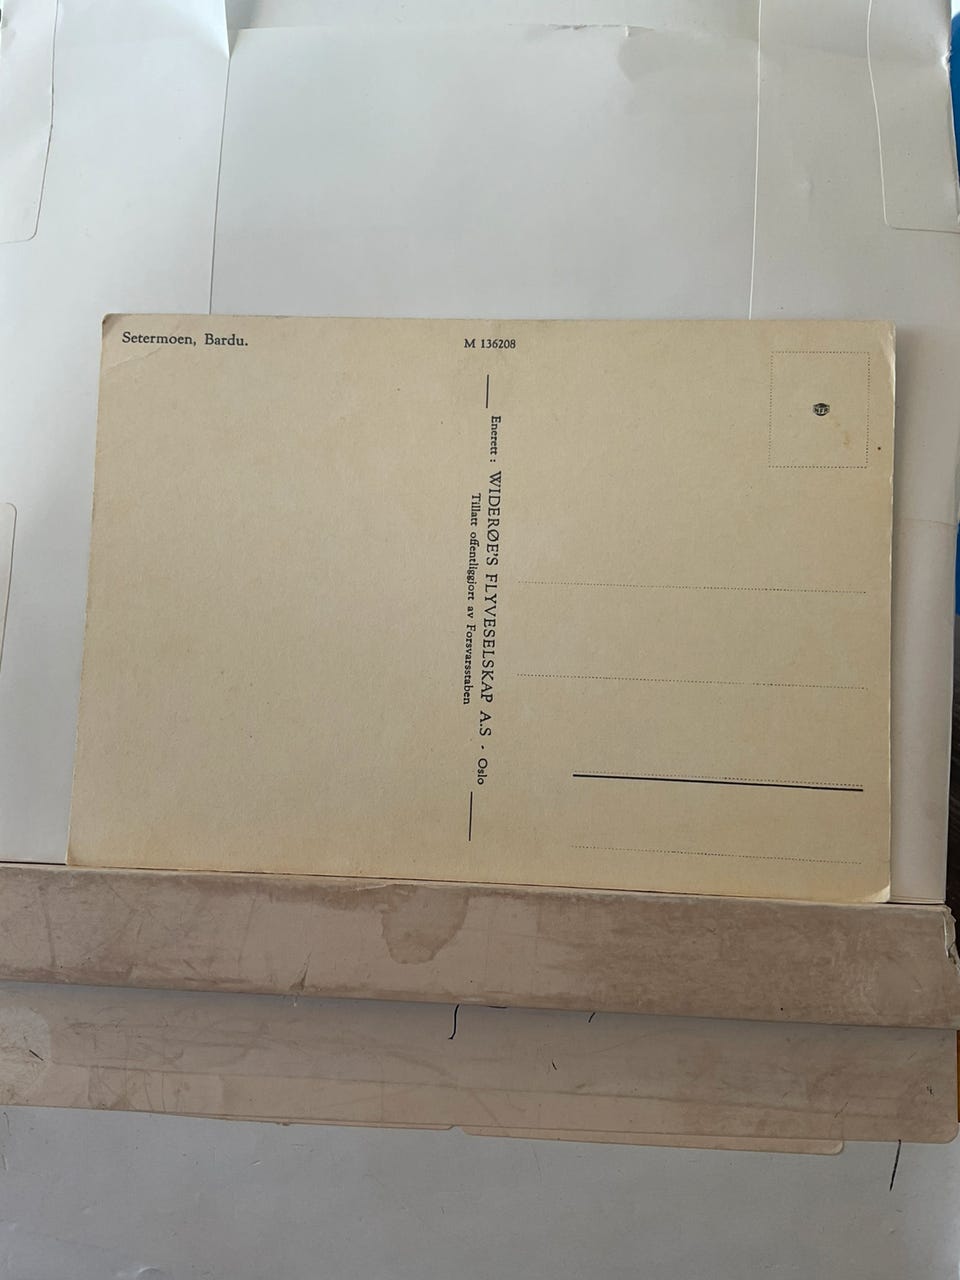 Setermoen, Bardu.
M 136208
Enerett : WIDERØE'S FLYVESELSKAP A.S - Oslo
Tillatt offentliggjort av Forsvarsstaben